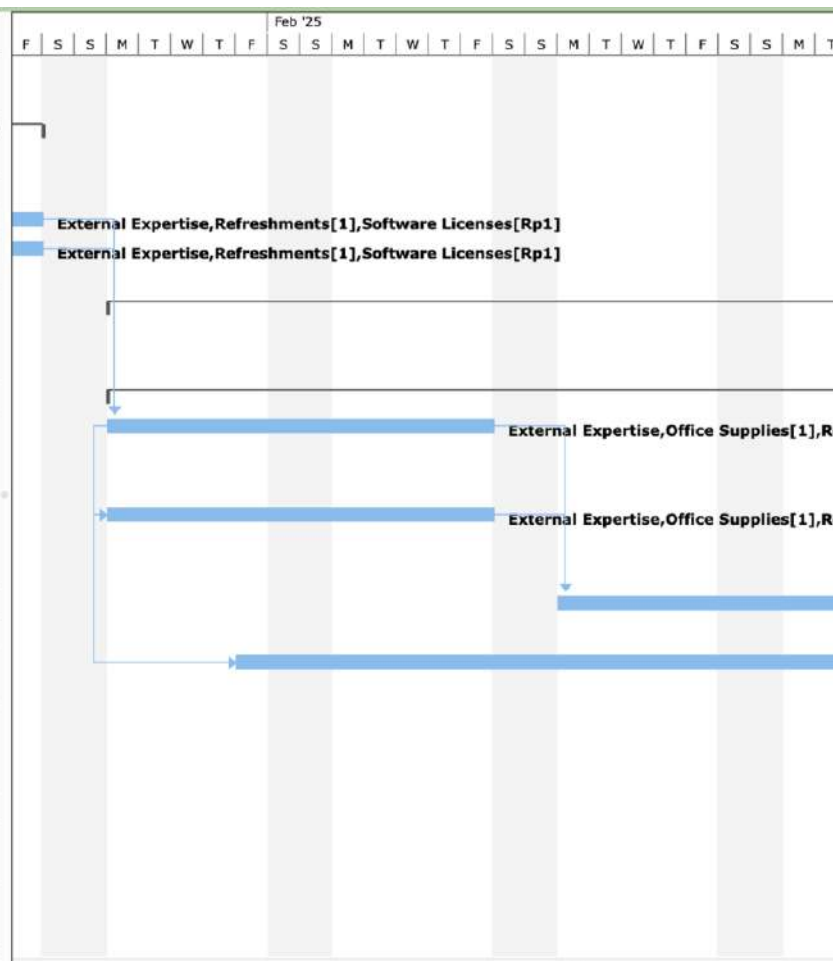 Feb '25
F S S M T W T F S S M T W T F S S M T W T F S S M T
External Expertise,Refreshments[1],Software Licenses[Rp1]
External Expertise,Refreshments[1],Software Licenses[Rp1]
External Expertise,Office Supplies[1],R
External Expertise,Office Supplies[1],R